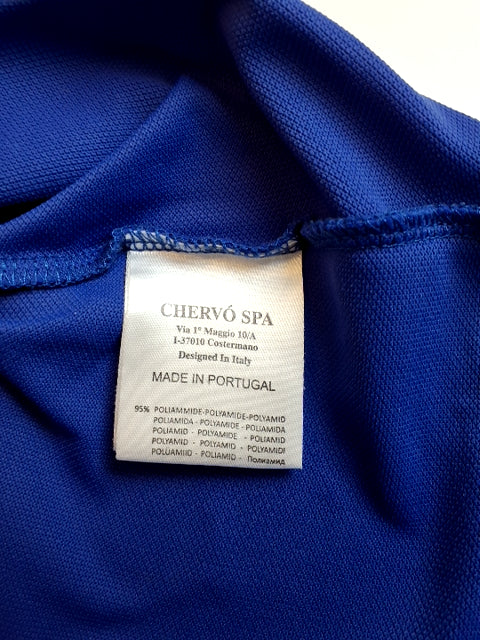 CHERVÓ SPA
Via 1° Maggio 10/A
I-37010 Costermano
Designed In Italy
MADE IN PORTUGAL
95% POLIAMMIDE-POLYAMIDE-POLYAMID
POLIAMIDA - POLYAMIDE - POLIAMIDA
POLIAMID - POLYAMIDE - POLIAMID
POLYAMID - POLYAMID - POLYAMID
POLIAMID - Полиамид